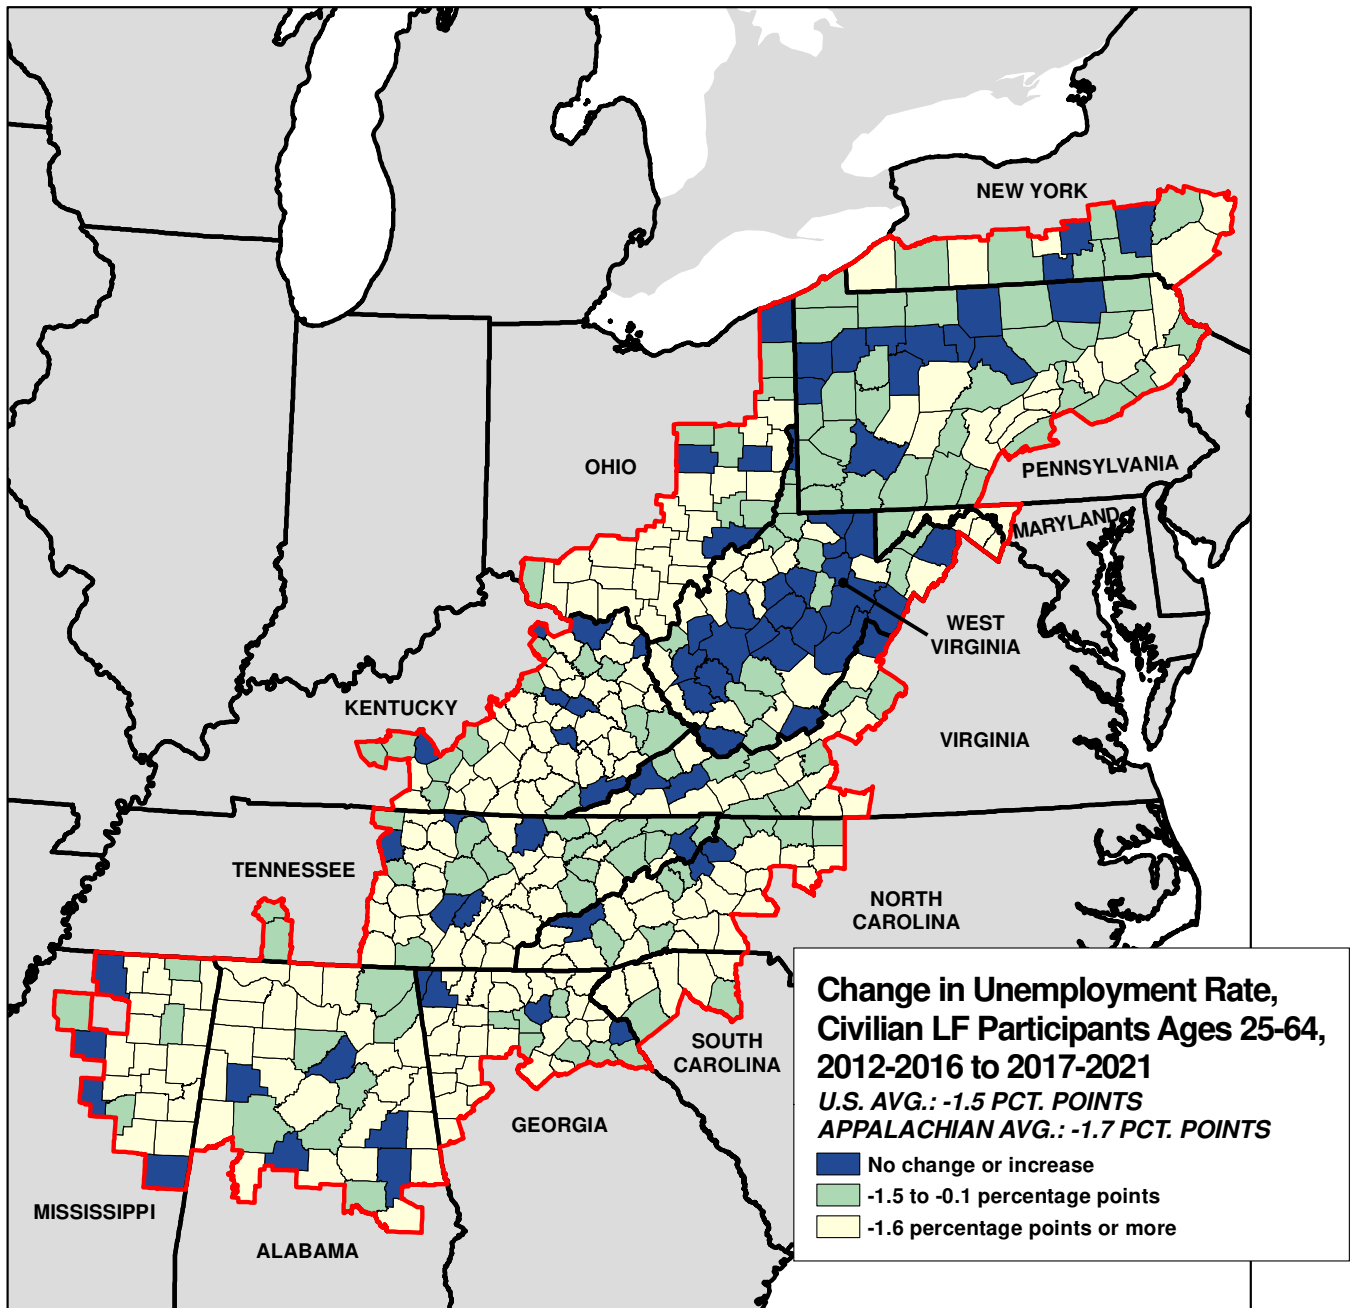 NEW YORK
OHIO
PENNSYLVANIA
MARYLAND
WEST
VIRGINIA
KENTUCKY
VIRGINIA
TENNESSEE
NORTH
CAROLINA
SOUTH
CAROLINA
GEORGIA
MISSISSIPPI
ALABAMA
Change in Unemployment Rate,
Civilian LF Participants Ages 25-64,
2012-2016 to 2017-2021
U.S. AVG.: -1.5 PCT. POINTS
APPALACHIAN AVG.: -1.7 PCT. POINTS
No change or increase
-1.5 to -0.1 percentage points
-1.6 percentage points or more